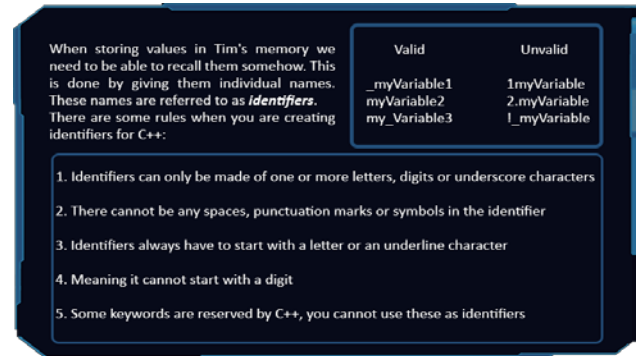 When storing values in Tim's memory we
need to be able to recall them somehow. This
is done by giving them individual names.
These names are referred to as identifiers.
There are some rules when you are creating
identifiers for C++:
Valid Unvalid
_myVariable1 1myVariable
myVariable2 2.myVariable
my_Variable3 !_myVariable
1. Identifiers can only be made of one or more letters, digits or underscore characters
2. There cannot be any spaces, punctuation marks or symbols in the identifier
3. Identifiers always have to start with a letter or an underline character
4. Meaning it cannot start with a digit
5. Some keywords are reserved by C++, you cannot use these as identifiers